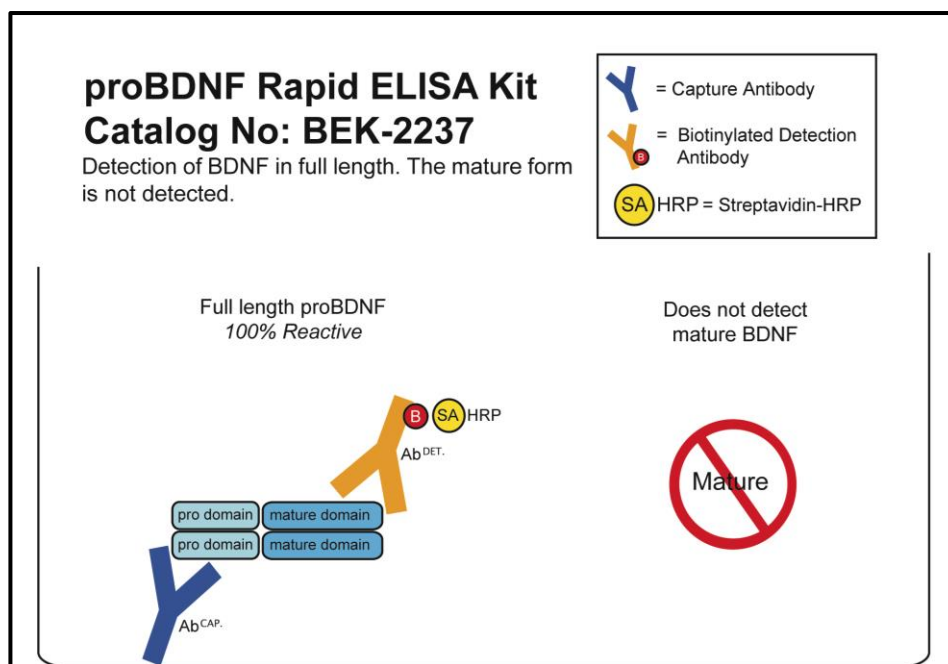 proBDNF Rapid ELISA Kit
Catalog No: BEK-2237
Detection of BDNF in full length. The mature form
is not detected.
= Capture Antibody
= Biotinylated Detection
Antibody
B
SA HRP = Streptavidin-HRP
Full length proBDNF
100% Reactive
Does not detect
mature BDNF
B SA HRP
Ab DET.
Mature
pro domain mature domain
pro domain mature domain
Ab CAP.